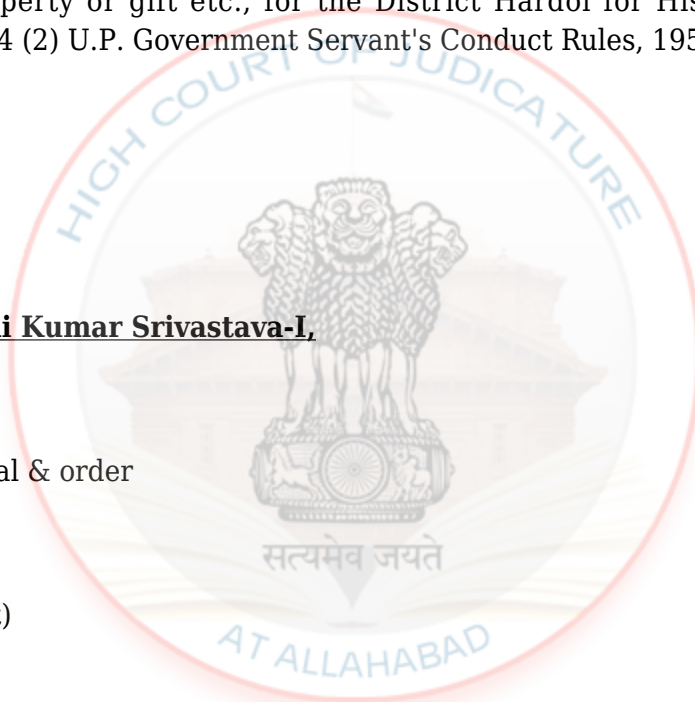 perty or gift etc., for the District Hardoi for His
4 (2) U.P. Government Servant's Conduct Rules, 195
HIGH COURT OF JUDICATURE
i Kumar Srivastava-I,
al & order
सत्यमेव जयते
)
AT ALLAHABAD